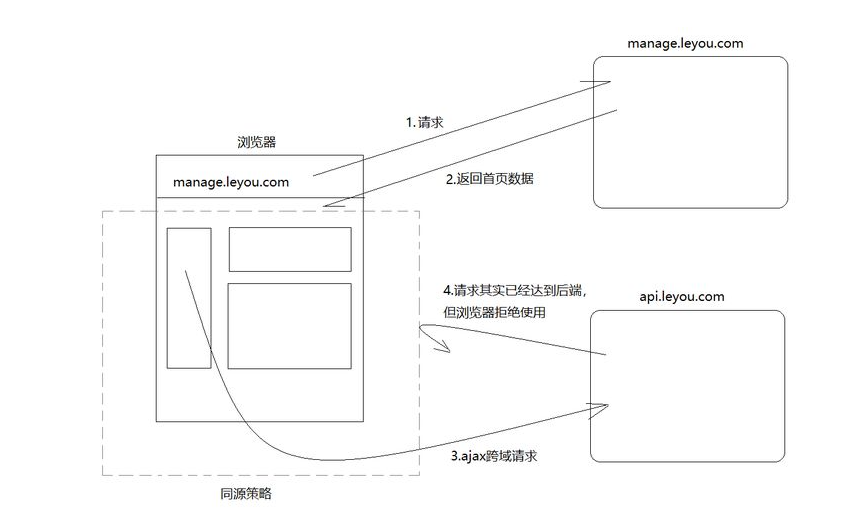 manage.leyou.com
1.请求
浏览器
manage.leyou.com
2.返回首页数据
4.请求其实已经达到后端，
但浏览器拒绝使用
api.leyou.com
3.ajax跨域请求
同源策略